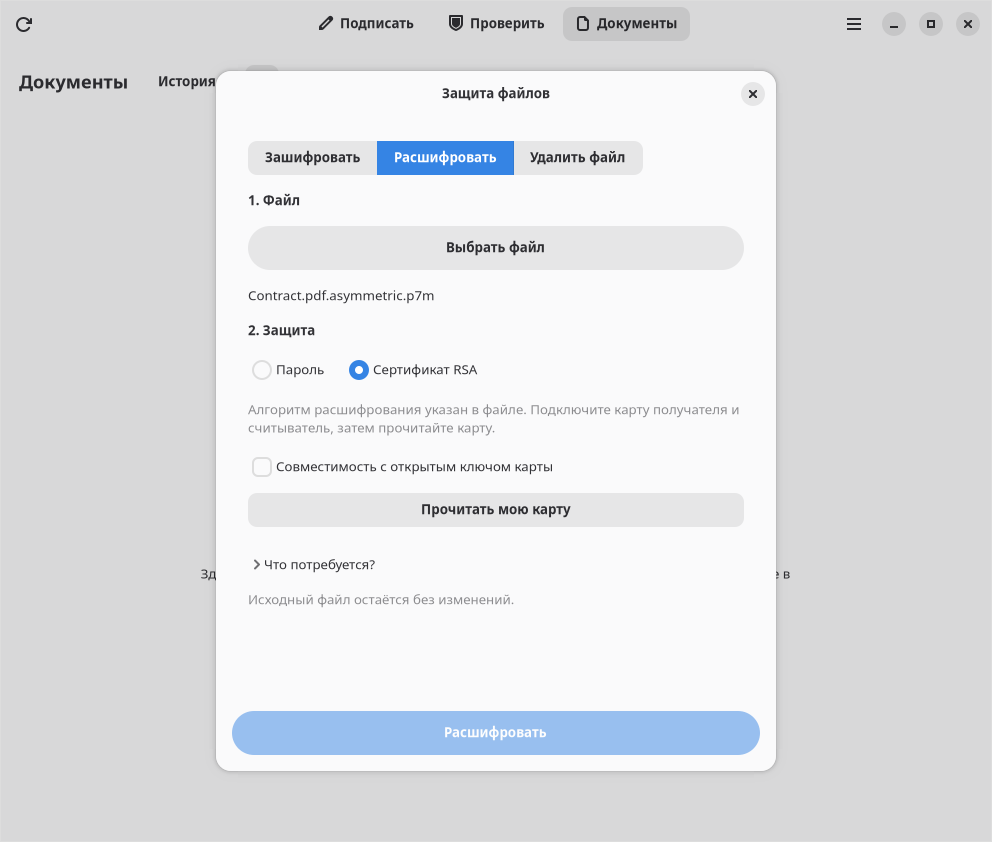 Подписать
Проверить
Документы
Документы
История
Защита файлов
Зашифровать
Расшифровать
Удалить файл
1. Файл
Выбрать файл
Contract.pdf.asymmetric.p7m
2. Защита
Пароль
Сертификат RSA
Алгоритм расшифрования указан в файле. Подключите карту получателя и
считыватель, затем прочитайте карту.
Совместимость с открытым ключом карты
Прочитать мою карту
Что потребуется?
Исходный файл остаётся без изменений.
Расшифровать